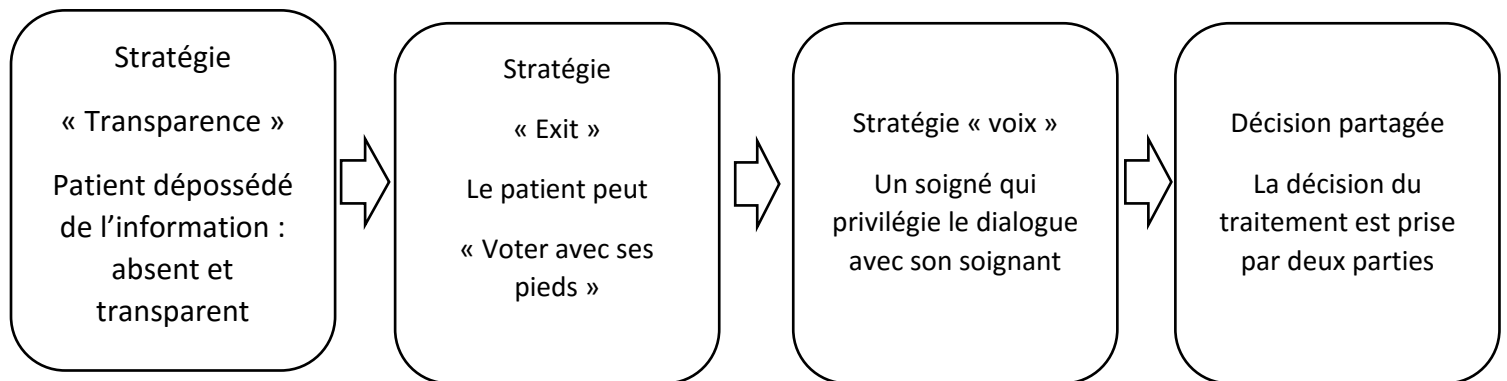 Stratégie
« Transparence »
Patient dépossédé
de l’information :
absent et
transparent
Stratégie
« Exit »
Le patient peut
« Voter avec ses
pieds »
Stratégie « voix »
Un soigné qui
privilégie le dialogue
avec son soignant
Décision partagée
La décision du
traitement est prise
par deux parties